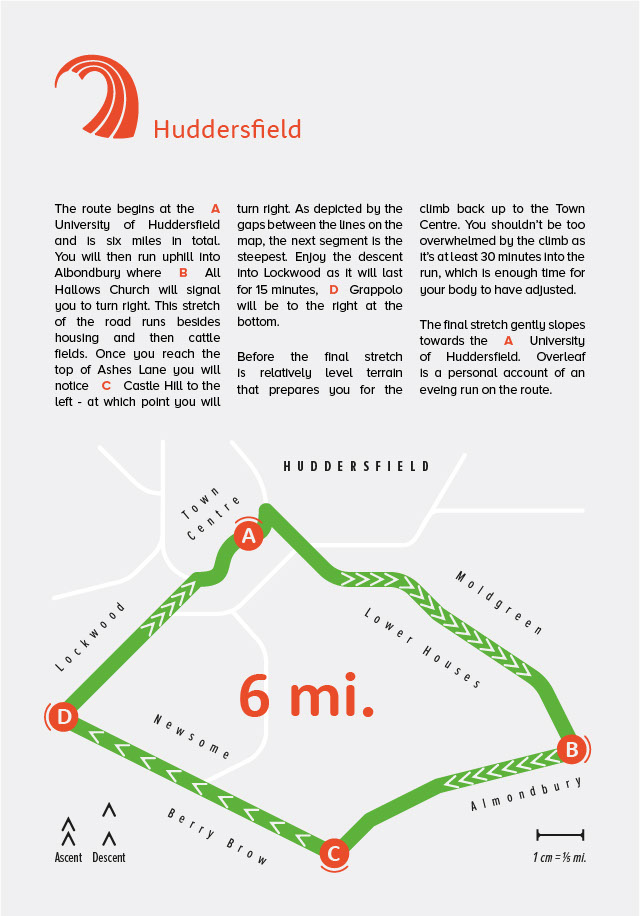 Huddersfield
The route begins at the A
University of Huddersfield
and is six miles in total.
You will then run uphill into
Albondbury where B All
Hallows Church will signal
you to turn right. This stretch
of the road runs besides
housing and then cattle
fields. Once you reach the
top of Ashes Lane you will
notice C Castle Hill to the
left - at which point you will
turn right. As depicted by the
gaps between the lines on the
map, the next segment is the
steepest. Enjoy the descent
into Lockwood as it will last
for 15 minutes, D Grappolo
will be to the right at the
bottom.
Before the final stretch
is relatively level terrain
that prepares you for the
climb back up to the Town
Centre. You shouldn't be too
overwhelmed by the climb as
it's at least 30 minutes into the
run, which is enough time for
your body to have adjusted.
The final stretch gently slopes
towards the A University
of Huddersfield. Overleaf
is a personal account of an
eveing run on the route.
HUDDERSFIELD
Town
Centre
A
Moldgreen
Lower Houses
Lockwood
6 mi.
D
Newsome
B
Almondbury
Berry Brow
C
Ascent Descent
1 cm = ⅕ mi.